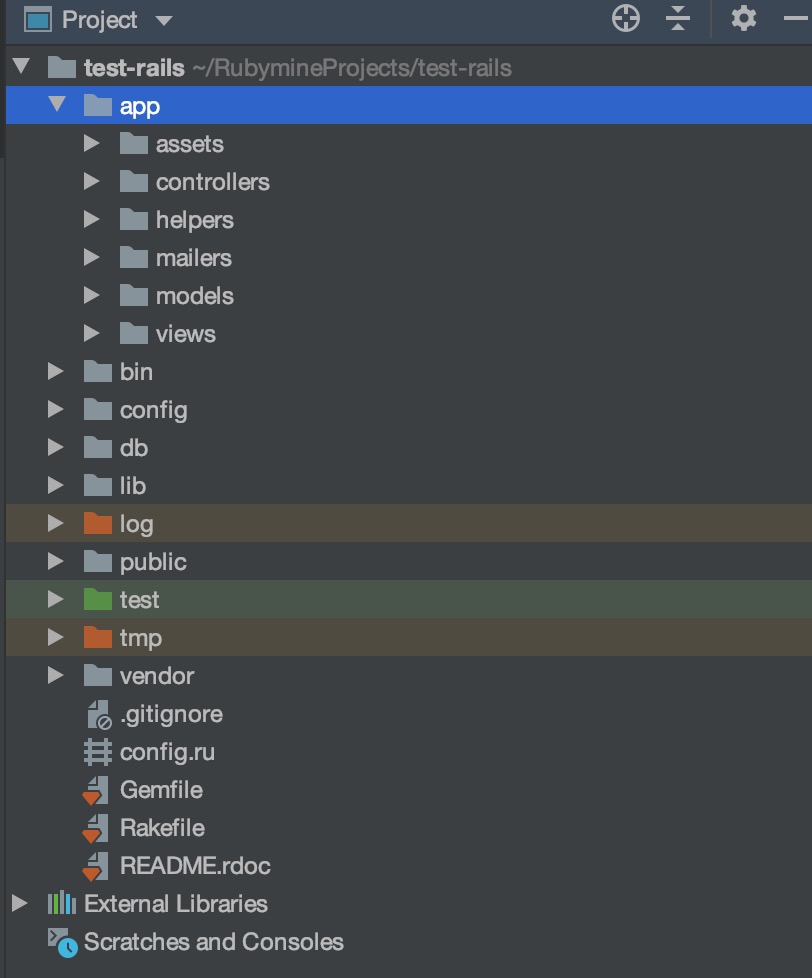 Project
test-rails ~/RubymineProjects/test-rails
app
assets
controllers
helpers
mailers
models
views
bin
config
db
lib
log
public
test
tmp
vendor
.gitignore
config.ru
Gemfile
Rakefile
README.rdoc
External Libraries
Scratches and Consoles